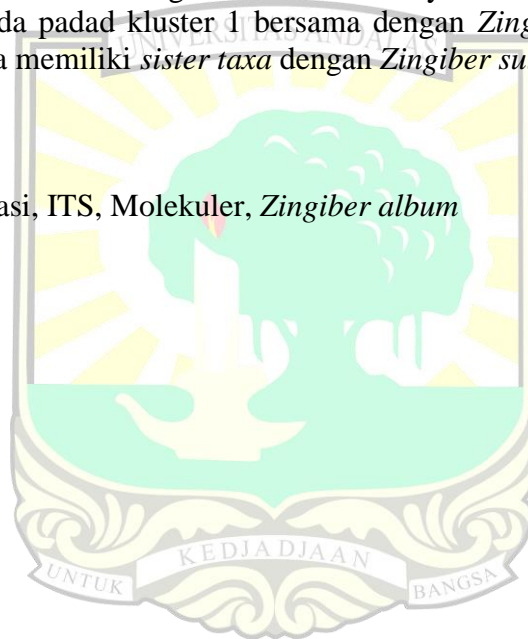 da padad kluster 1 bersama dengan Zing
a memiliki sister taxa dengan Zingiber su
asi, ITS, Molekuler, Zingiber album
UNIVERSITAS ANDALAS
KEDJADJAAN
UNTUK BANGSA